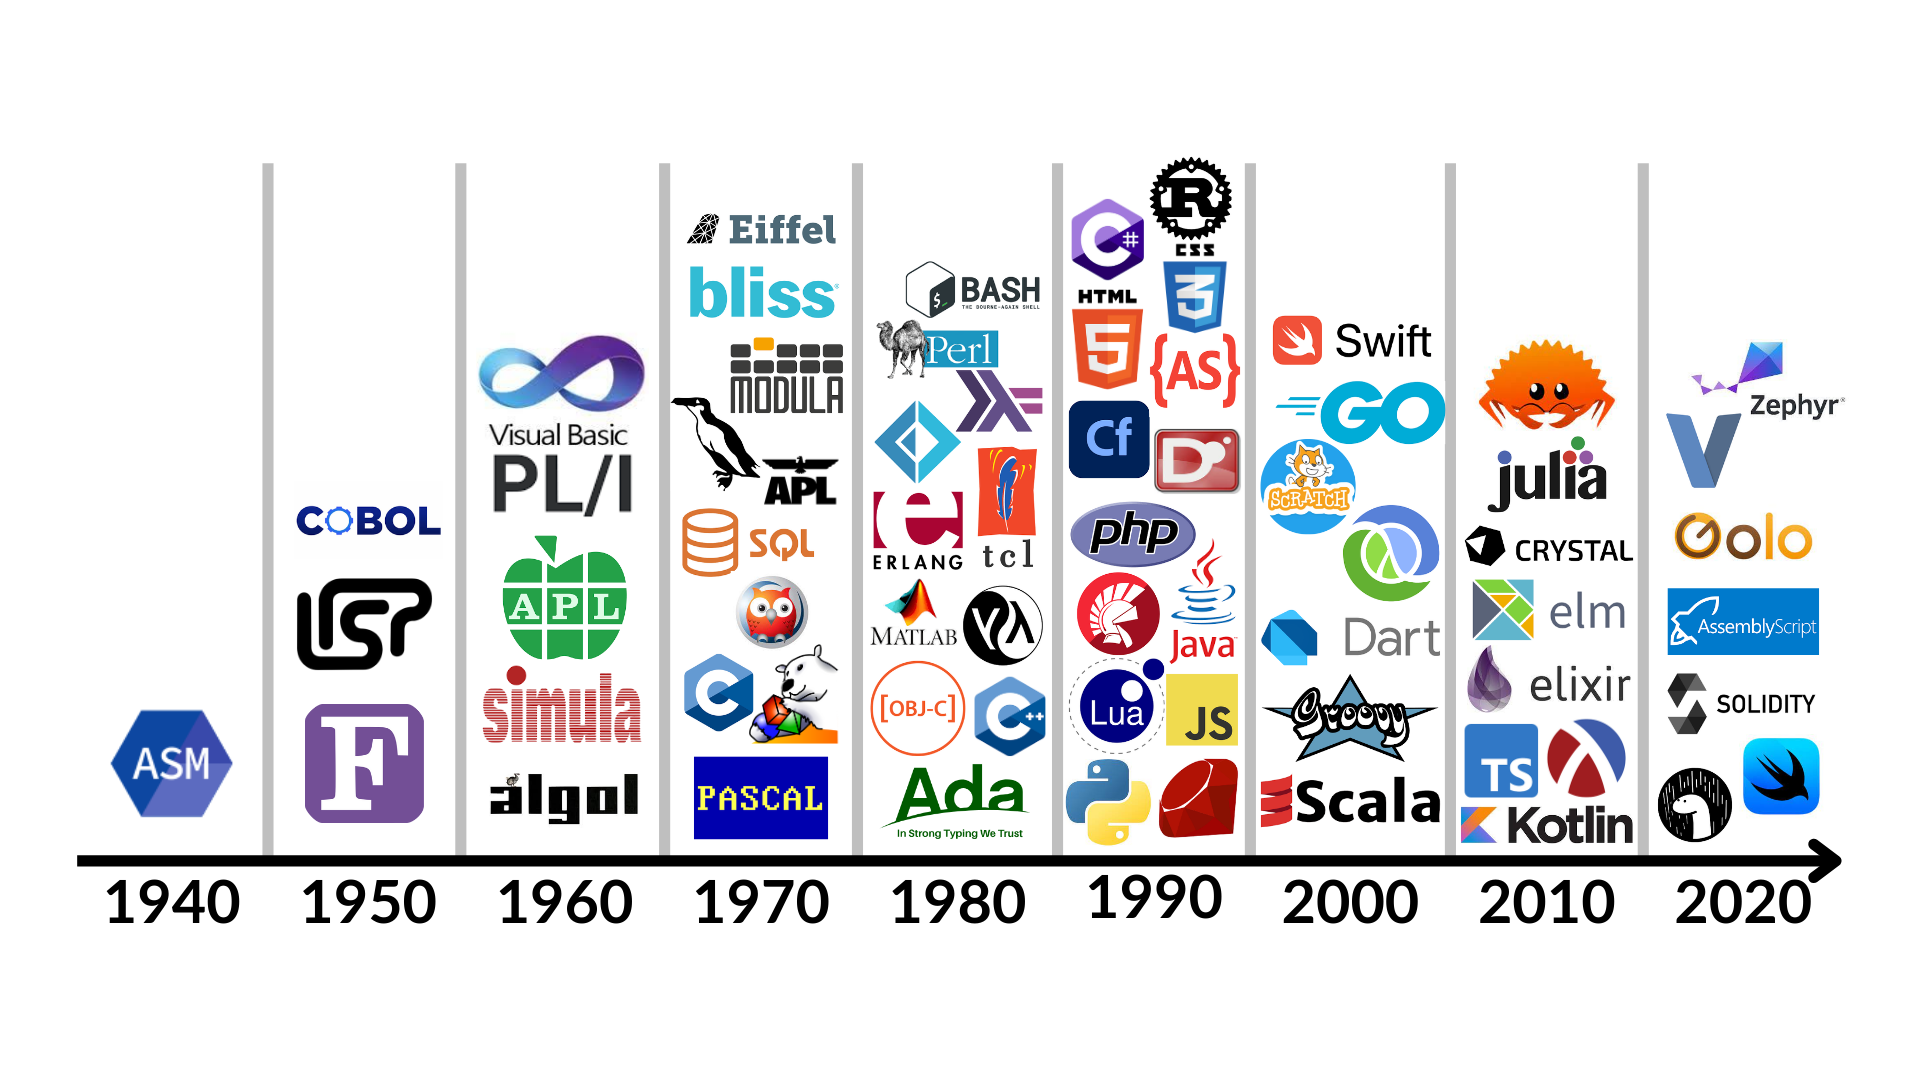 ASM
COBOL
LISP
F
Visual Basic
PL/I
APL
simula
algol
Eiffel
bliss
MODULA
APL
SQL
C
PASCAL
$_
BASH
THE BOURNE-AGAIN SHELL
Perl
e
ERLANG
tcl
MATLAB
Yλ
[OBJ-C]
C++
Ada
In Strong Typing We Trust
R
C#
CSS
3
HTML
5
{AS}
Cf
D
php
Java
Lua
JS
Swift
GO
SCRATCH
Dart
Groovy
Scala
julia
CRYSTAL
elm
elixir
TS
Kotlin
Zephyr
V
Golo
AssemblyScript
S
SOLIDITY
1940
1950
1960
1970
1980
1990
2000
2010
2020